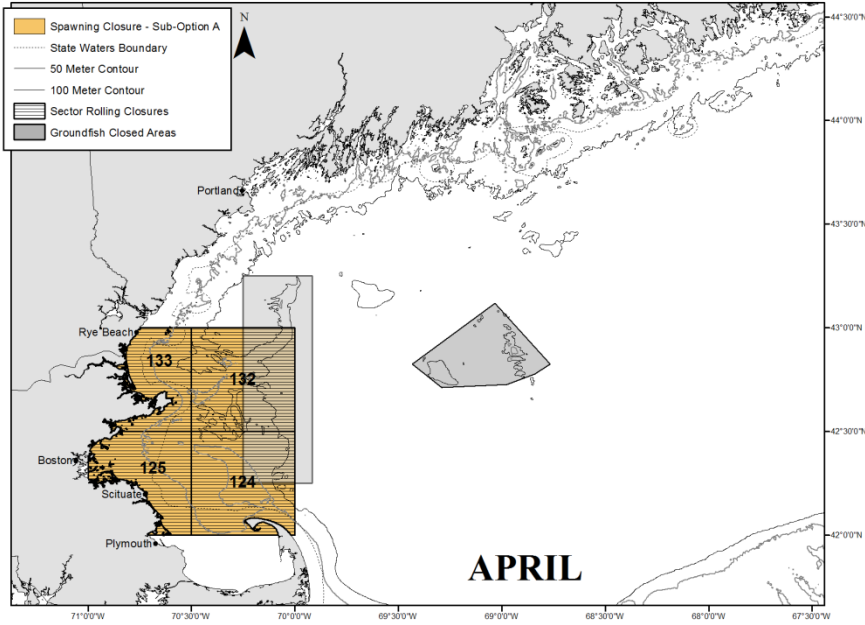 Spawning Closure - Sub-Option A
State Waters Boundary
50 Meter Contour
100 Meter Contour
Sector Rolling Closures
Groundfish Closed Areas
N
44°30'0"N
44°0'0"N
Portland
43°30'0"N
Rye Beach
43°0'0"N
133
132
42°30'0"N
Boston
125
124
Scituate
42°0'0"N
Plymouth
APRIL
71°0'0"W
70°30'0"W
70°0'0"W
69°30'0"W
69°0'0"W
68°30'0"W
68°0'0"W
67°30'0"W